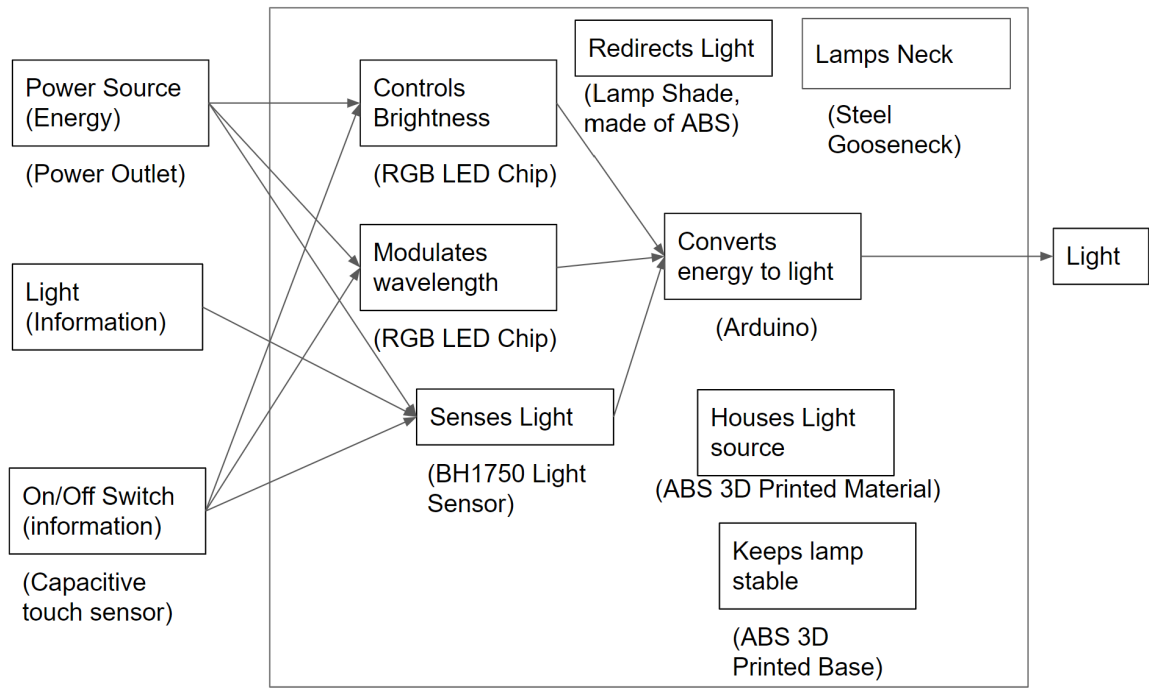 Power Source
(Energy)
(Power Outlet)
Light
(Information)
On/Off Switch
(information)
(Capacitive
touch sensor)
Controls
Brightness
(RGB LED Chip)
Modulates
wavelength
(RGB LED Chip)
Senses Light
(BH1750 Light
Sensor)
Redirects Light
(Lamp Shade,
made of ABS)
Lamps Neck
(Steel
Gooseneck)
Converts
energy to light
(Arduino)
Houses Light
source
(ABS 3D Printed Material)
Keeps lamp
stable
(ABS 3D
Printed Base)
Light